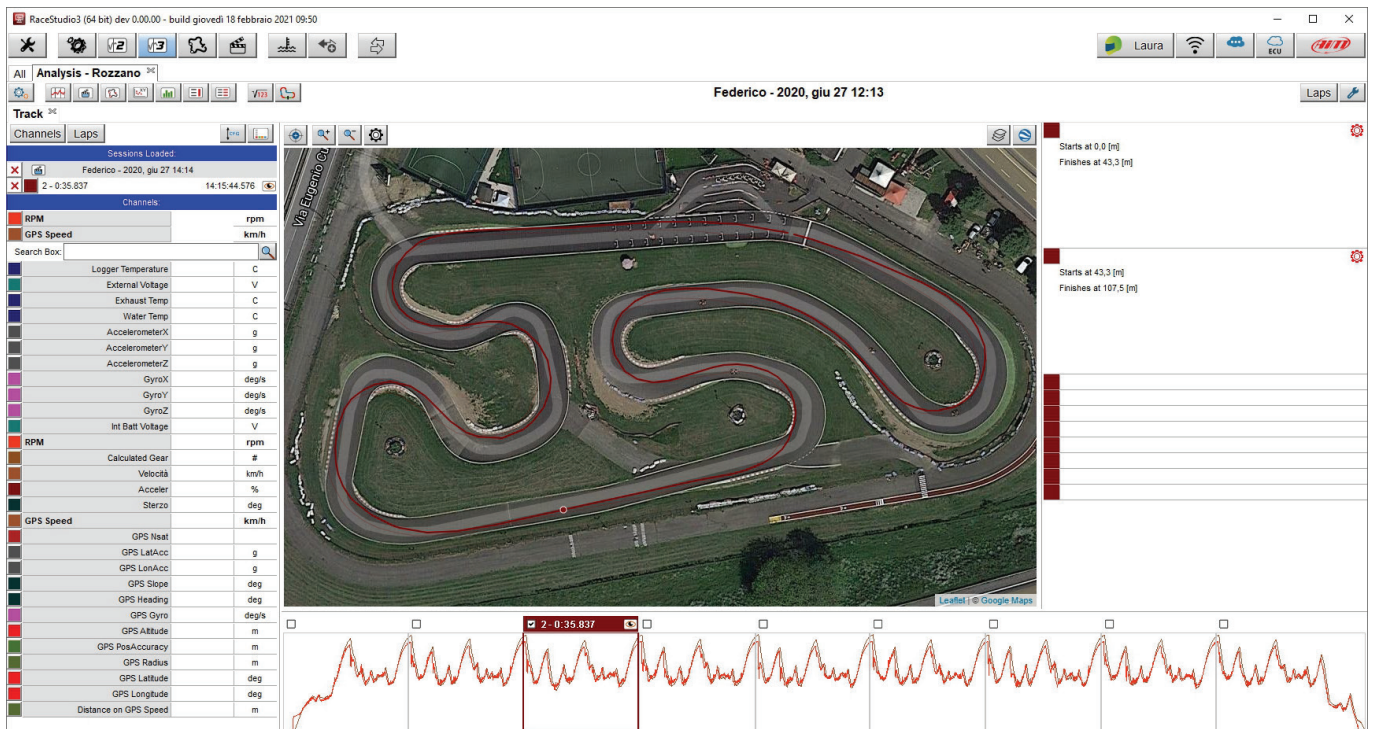 RaceStudio3 (64 bit) dev 0.00.00 - build giovedì 18 febbraio 2021 09:50
2 3 Laura ECU AIM
All Analysis - Rozzano
√123 Federico - 2020, giu 27 12:13 Laps
Track
Channels Laps CFG
Sessions Loaded:
Federico - 2020, giu 27 14:14
2 - 0:35.837 14:15:44.576
Channels:
RPM rpm
GPS Speed km/h
Search Box:
Logger Temperature C
External Voltage V
Exhaust Temp C
Water Temp C
AccelerometerX g
AccelerometerY g
AccelerometerZ g
GyroX deg/s
GyroY deg/s
GyroZ deg/s
Int Batt Voltage V
RPM rpm
Calculated Gear #
Velocità km/h
Acceler %
Sterzo deg
GPS Speed km/h
GPS Nsat
GPS LatAcc g
GPS LonAcc g
GPS Slope deg
GPS Heading deg
GPS Gyro deg/s
GPS Altitude m
GPS PosAccuracy m
GPS Radius m
GPS Latitude deg
GPS Longitude deg
Distance on GPS Speed m
Via Eugenio Cu
Leaflet | © Google Maps
Starts at 0,0 [m]
Finishes at 43,3 [m]
Starts at 43,3 [m]
Finishes at 107,5 [m]
2 - 0:35.837